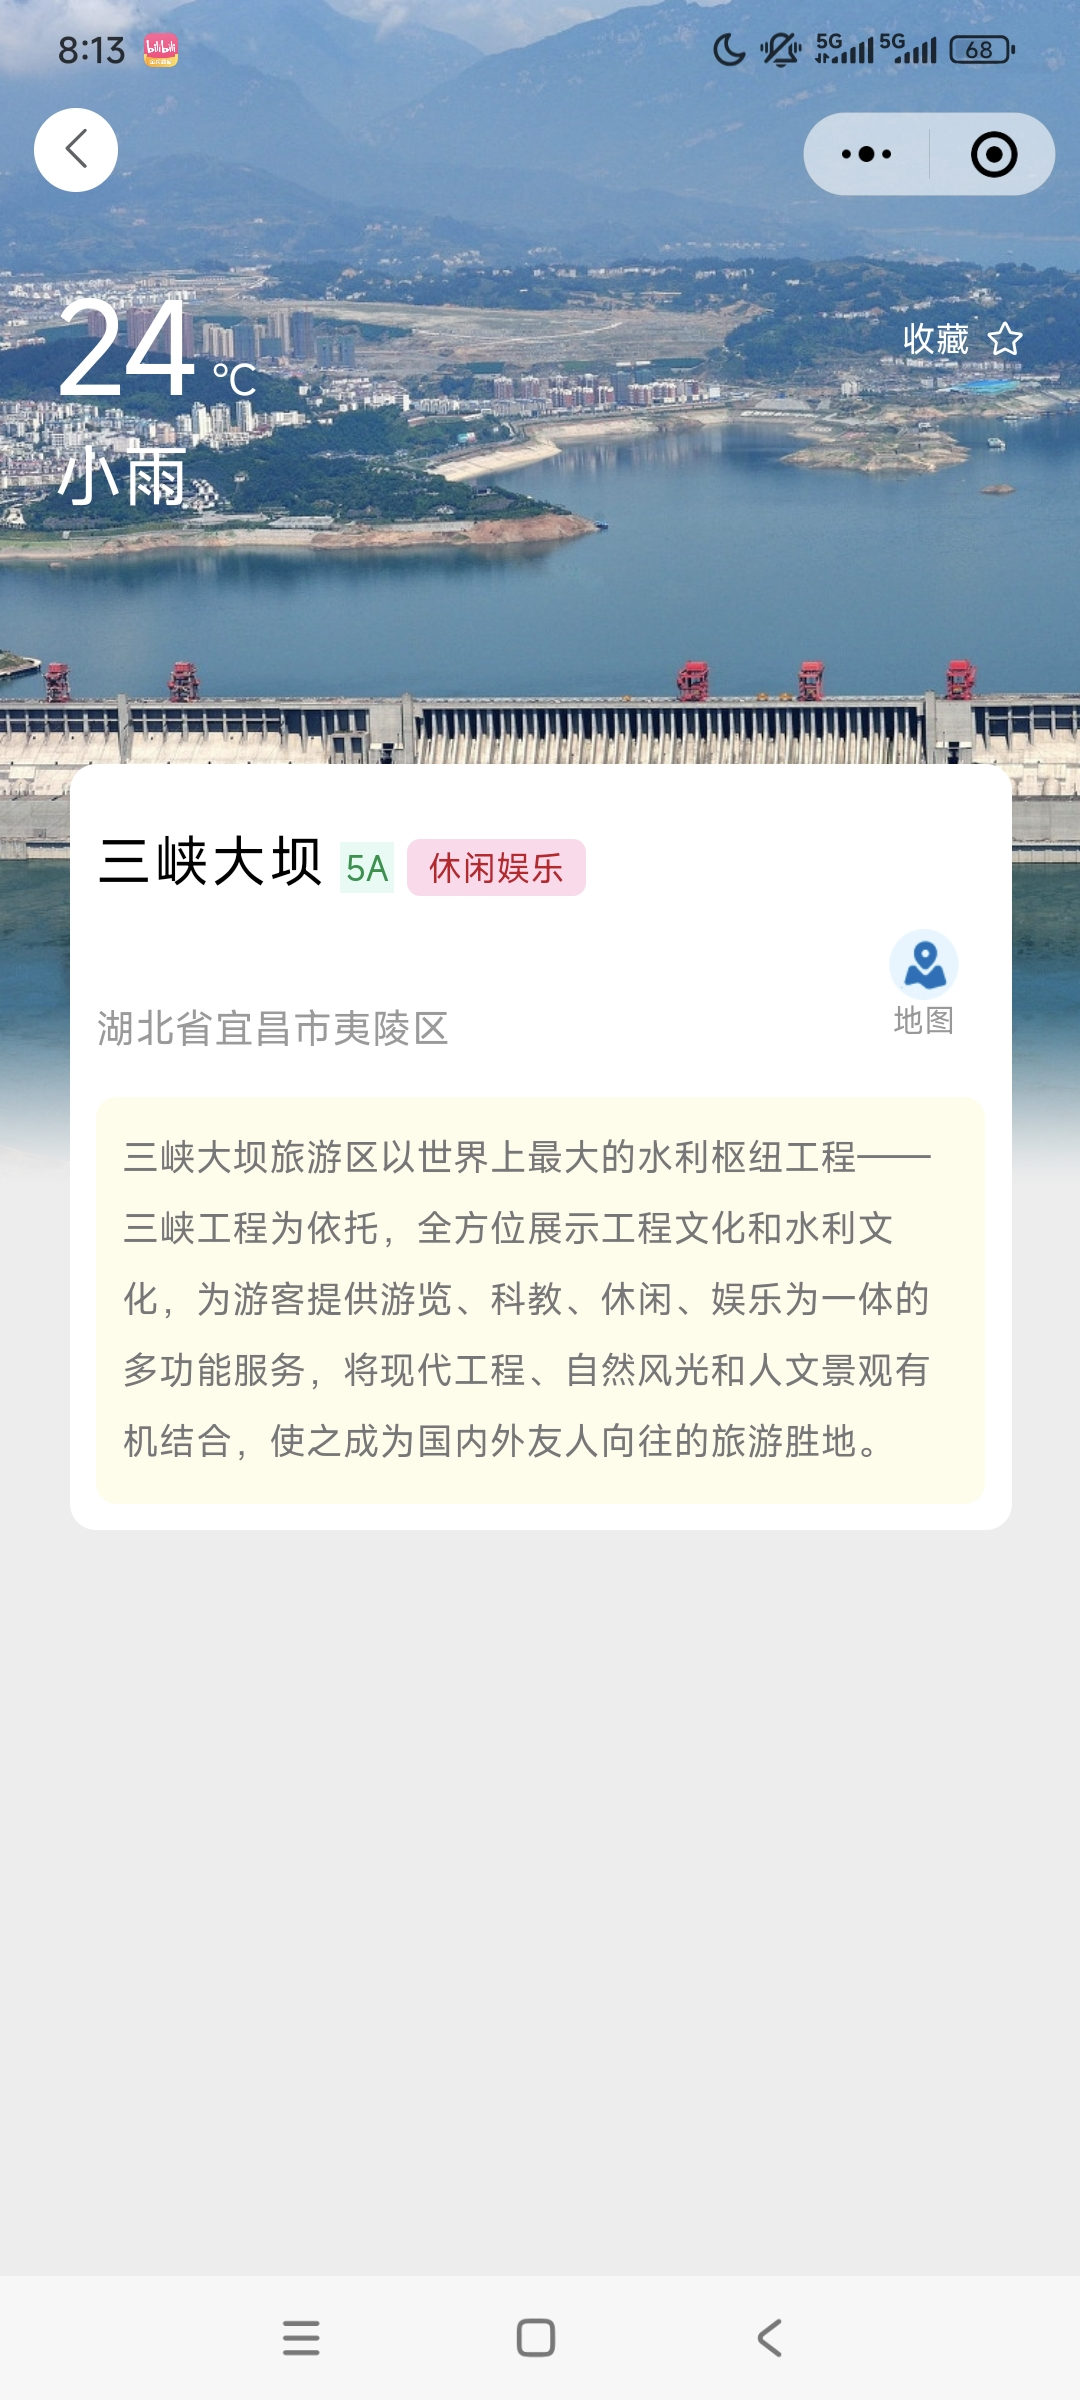 8:13
bilibili
5G 5G 68
24 ℃
收藏
小雨
三峡大坝 5A 休闲娱乐
地图
湖北省宜昌市夷陵区
三峡大坝旅游区以世界上最大的水利枢纽工程——
三峡工程为依托，全方位展示工程文化和水利文
化，为游客提供游览、科教、休闲、娱乐为一体的
多功能服务，将现代工程、自然风光和人文景观有
机结合，使之成为国内外友人向往的旅游胜地。